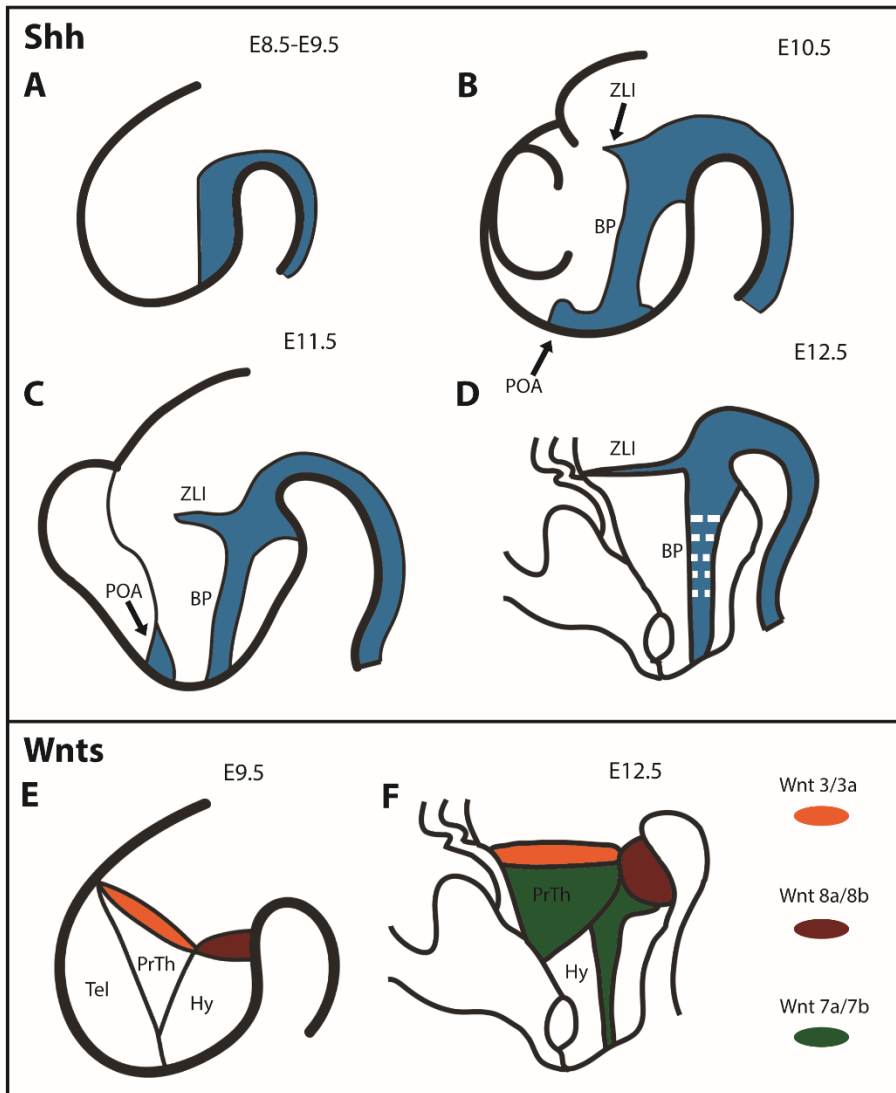 Shh
E8.5-E9.5
E10.5
A
B
ZLI
BP
POA
E11.5
E12.5
C
D
ZLI
POA
BP
ZLI
BP
Wnts
E9.5
E12.5
E
F
Wnt 3/3a
Wnt 8a/8b
Wnt 7a/7b
PrTh
Tel
Hy
PrTh
Hy